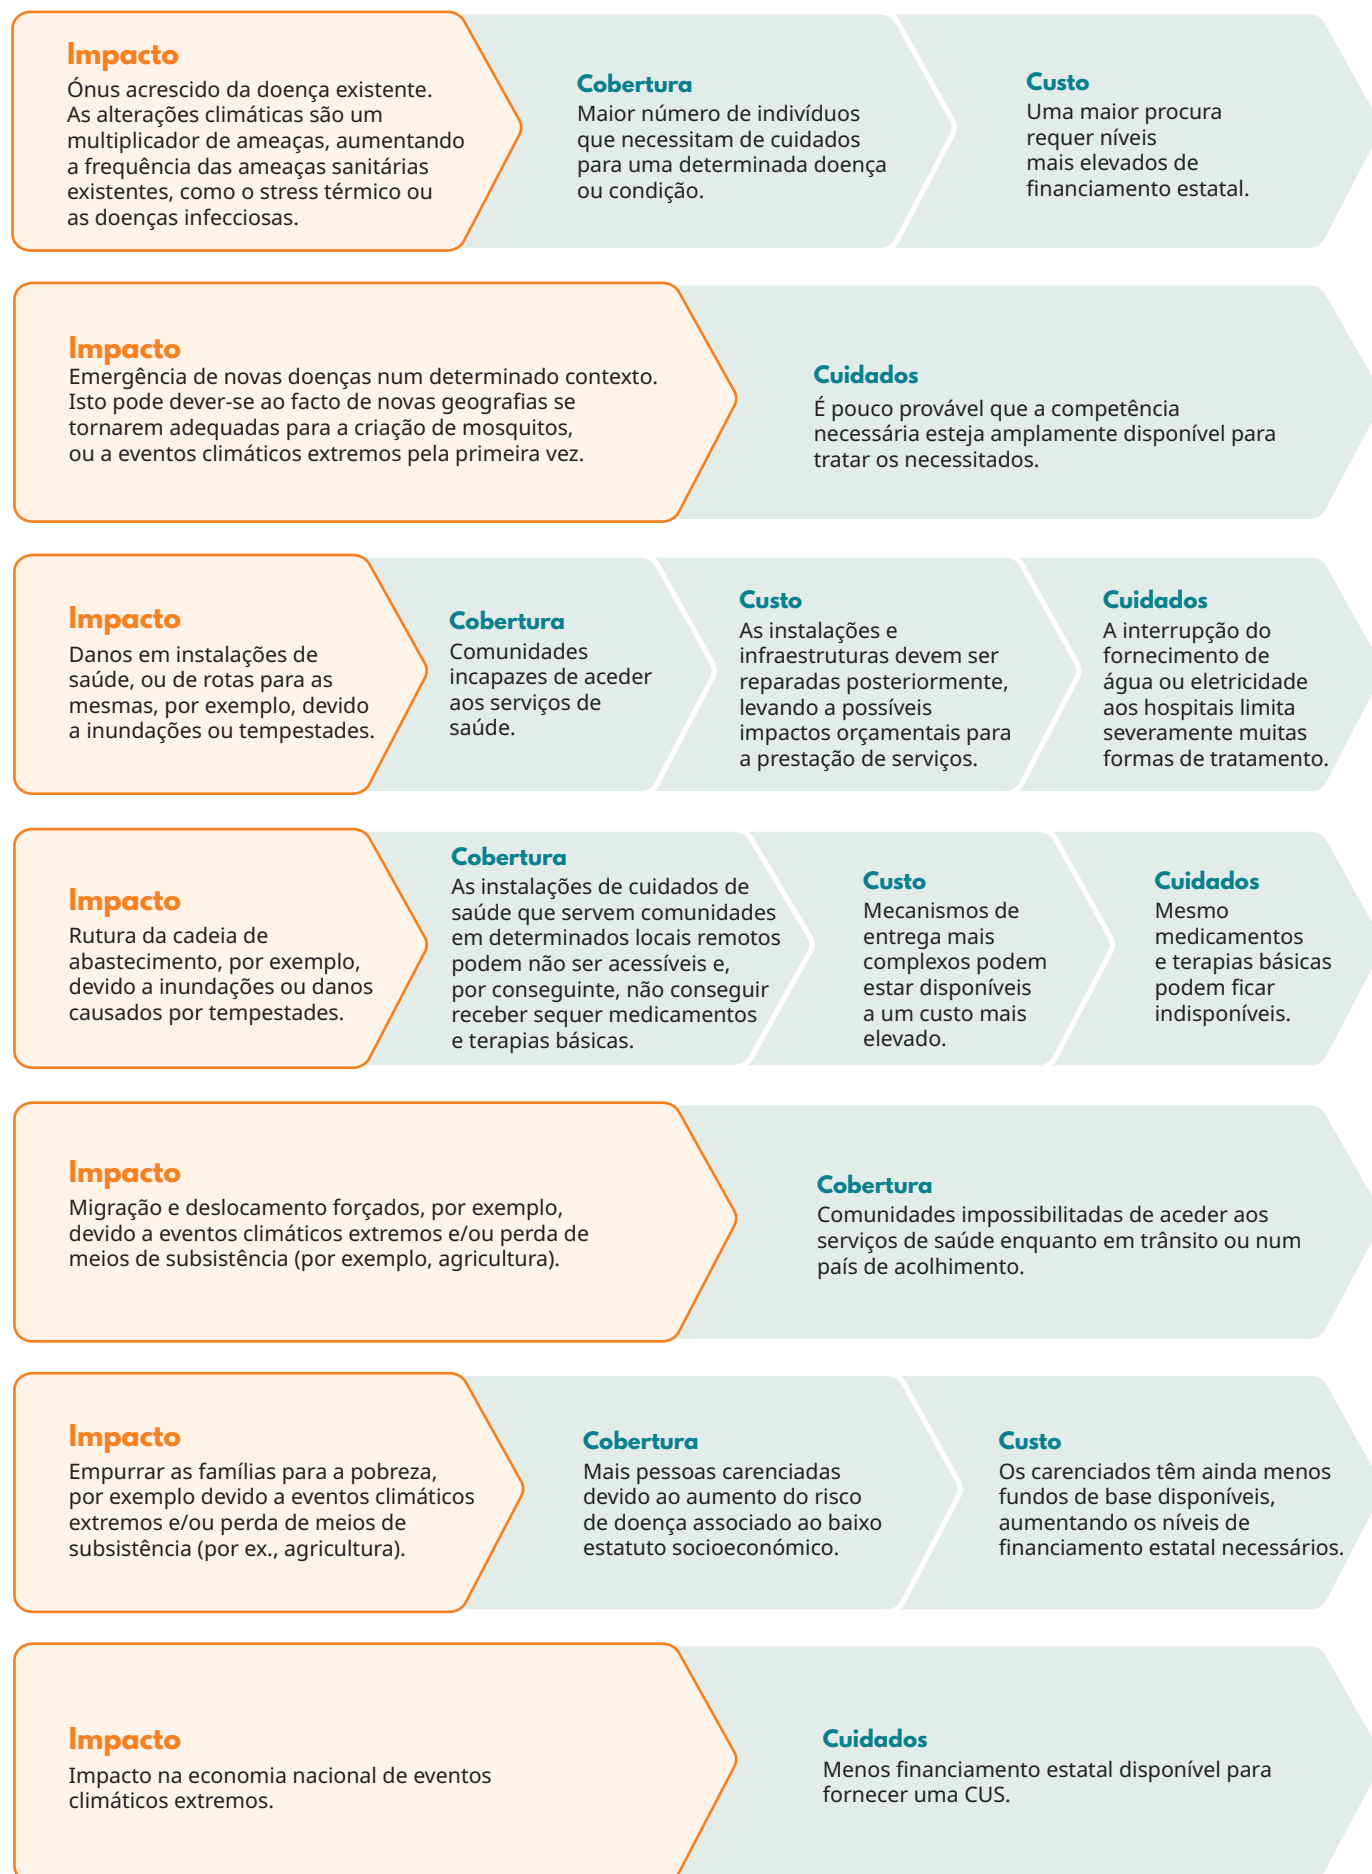 Impacto
Ónus acrescido da doença existente.
As alterações climáticas são um
multiplicador de ameaças, aumentando
a frequência das ameaças sanitárias
existentes, como o stress térmico ou
as doenças infecciosas.
Cobertura
Maior número de indivíduos
que necessitam de cuidados
para uma determinada doença
ou condição.
Custo
Uma maior procura
requer níveis
mais elevados de
financiamento estatal.
Impacto
Emergência de novas doenças num determinado contexto.
Isto pode dever-se ao facto de novas geografias se
tornarem adequadas para a criação de mosquitos,
ou a eventos climáticos extremos pela primeira vez.
Cuidados
É pouco provável que a competência
necessária esteja amplamente disponível para
tratar os necessitados.
Impacto
Danos em instalações de
saúde, ou de rotas para as
mesmas, por exemplo, devido
a inundações ou tempestades.
Cobertura
Comunidades
incapazes de aceder
aos serviços de
saúde.
Custo
As instalações e
infraestruturas devem ser
reparadas posteriormente,
levando a possíveis
impactos orçamentais para
a prestação de serviços.
Cuidados
A interrupção do
fornecimento de
água ou eletricidade
aos hospitais limita
severamente muitas
formas de tratamento.
Impacto
Rutura da cadeia de
abastecimento, por exemplo,
devido a inundações ou danos
causados por tempestades.
Cobertura
As instalações de cuidados de
saúde que servem comunidades
em determinados locais remotos
podem não ser acessíveis e,
por conseguinte, não conseguir
receber sequer medicamentos
e terapias básicas.
Custo
Mecanismos de
entrega mais
complexos podem
estar disponíveis
a um custo mais
elevado.
Cuidados
Mesmo
medicamentos
e terapias básicas
podem ficar
indisponíveis.
Impacto
Migração e deslocamento forçados, por exemplo,
devido a eventos climáticos extremos e/ou perda de
meios de subsistência (por exemplo, agricultura).
Cobertura
Comunidades impossibilitadas de aceder aos
serviços de saúde enquanto em trânsito ou num
país de acolhimento.
Impacto
Empurrar as famílias para a pobreza,
por exemplo devido a eventos climáticos
extremos e/ou perda de meios de
subsistência (por ex., agricultura).
Cobertura
Mais pessoas carenciadas
devido ao aumento do risco
de doença associado ao baixo
estatuto socioeconómico.
Custo
Os carenciados têm ainda menos
fundos de base disponíveis,
aumentando os níveis de
financiamento estatal necessários.
Impacto
Impacto na economia nacional de eventos
climáticos extremos.
Cuidados
Menos financiamento estatal disponível para
fornecer uma CUS.